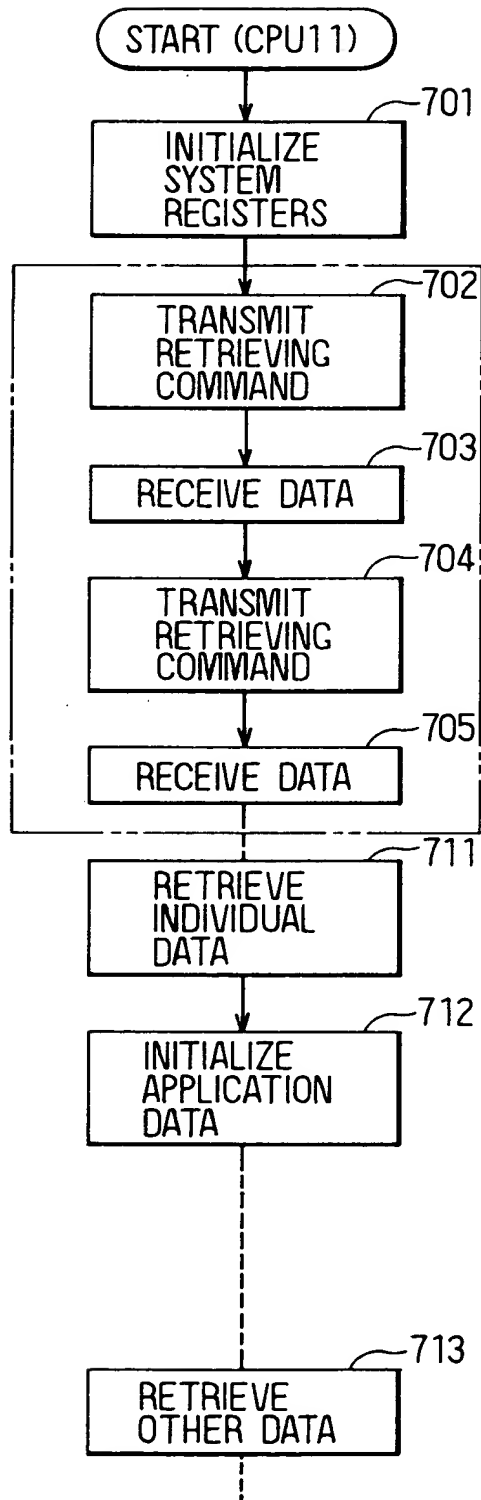 START (CPU11)
701
INITIALIZE
SYSTEM
REGISTERS
702
TRANSMIT
RETRIEVING
COMMAND
703
RECEIVE DATA
704
TRANSMIT
RETRIEVING
COMMAND
705
RECEIVE DATA
711
RETRIEVE
INDIVIDUAL
DATA
712
INITIALIZE
APPLICATION
DATA
713
RETRIEVE
OTHER DATA